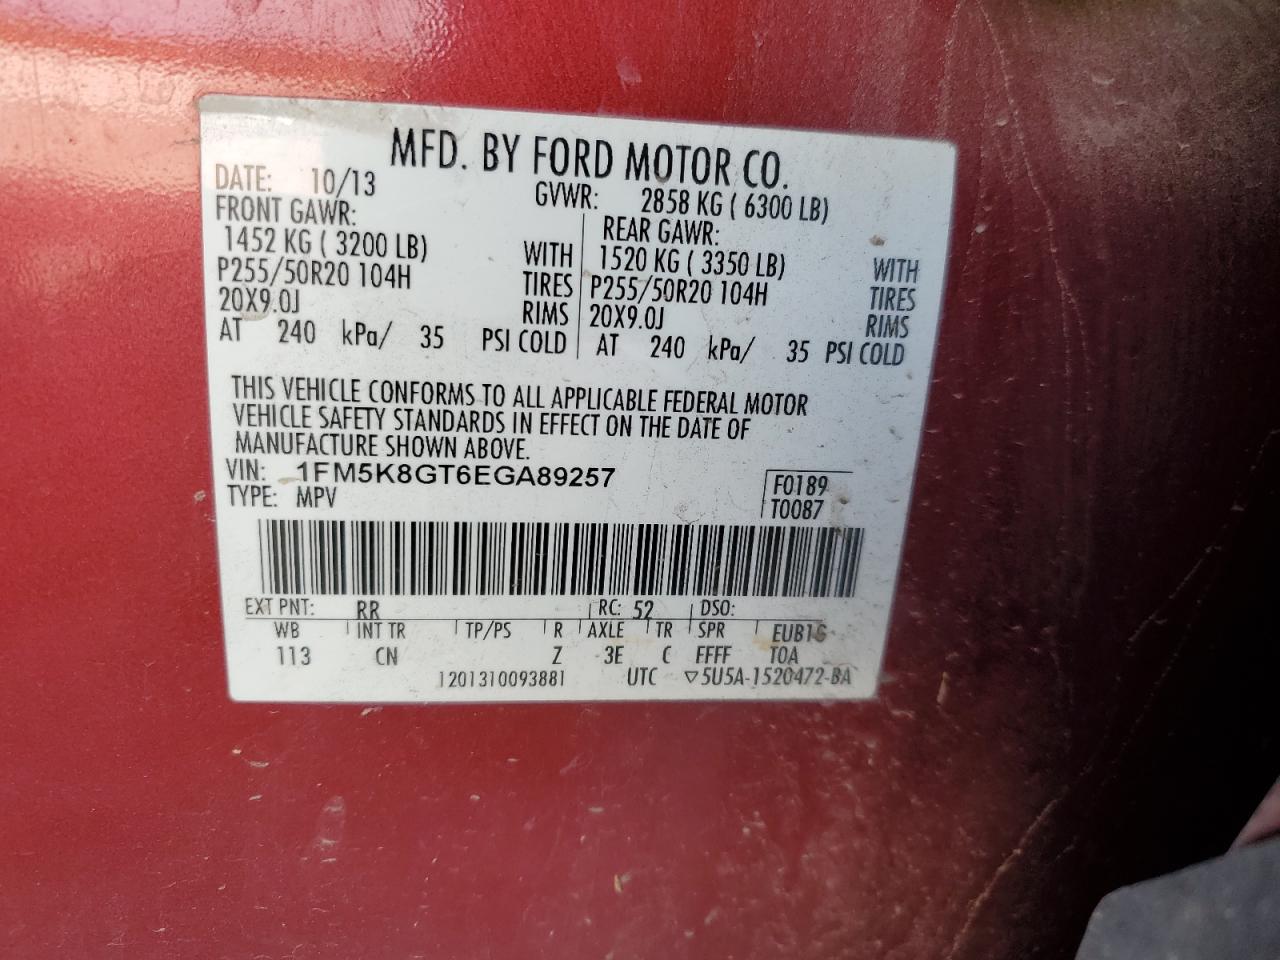 MFD. BY FORD MOTOR CO.
DATE: 10/13 GVWR: 2858 KG ( 6300 LB)
FRONT GAWR: REAR GAWR:
1452 KG ( 3200 LB) WITH 1520 KG ( 3350 LB) WITH
P255/50R20 104H TIRES P255/50R20 104H TIRES
20X9.0J RIMS 20X9.0J RIMS
AT 240 kPa/ 35 PSI COLD AT 240 kPa/ 35 PSI COLD
THIS VEHICLE CONFORMS TO ALL APPLICABLE FEDERAL MOTOR
VEHICLE SAFETY STANDARDS IN EFFECT ON THE DATE OF
MANUFACTURE SHOWN ABOVE.
VIN: 1FM5K8GT6EGA89257 F0189
TYPE: MPV T0087
EXT PNT: RR RC: 52 DSO:
WB INT TR TP/PS R AXLE TR SPR EUB1G
113 CN Z 3E C FFFF T0A
1201310093881 UTC ▽5U5A-1520472-BA